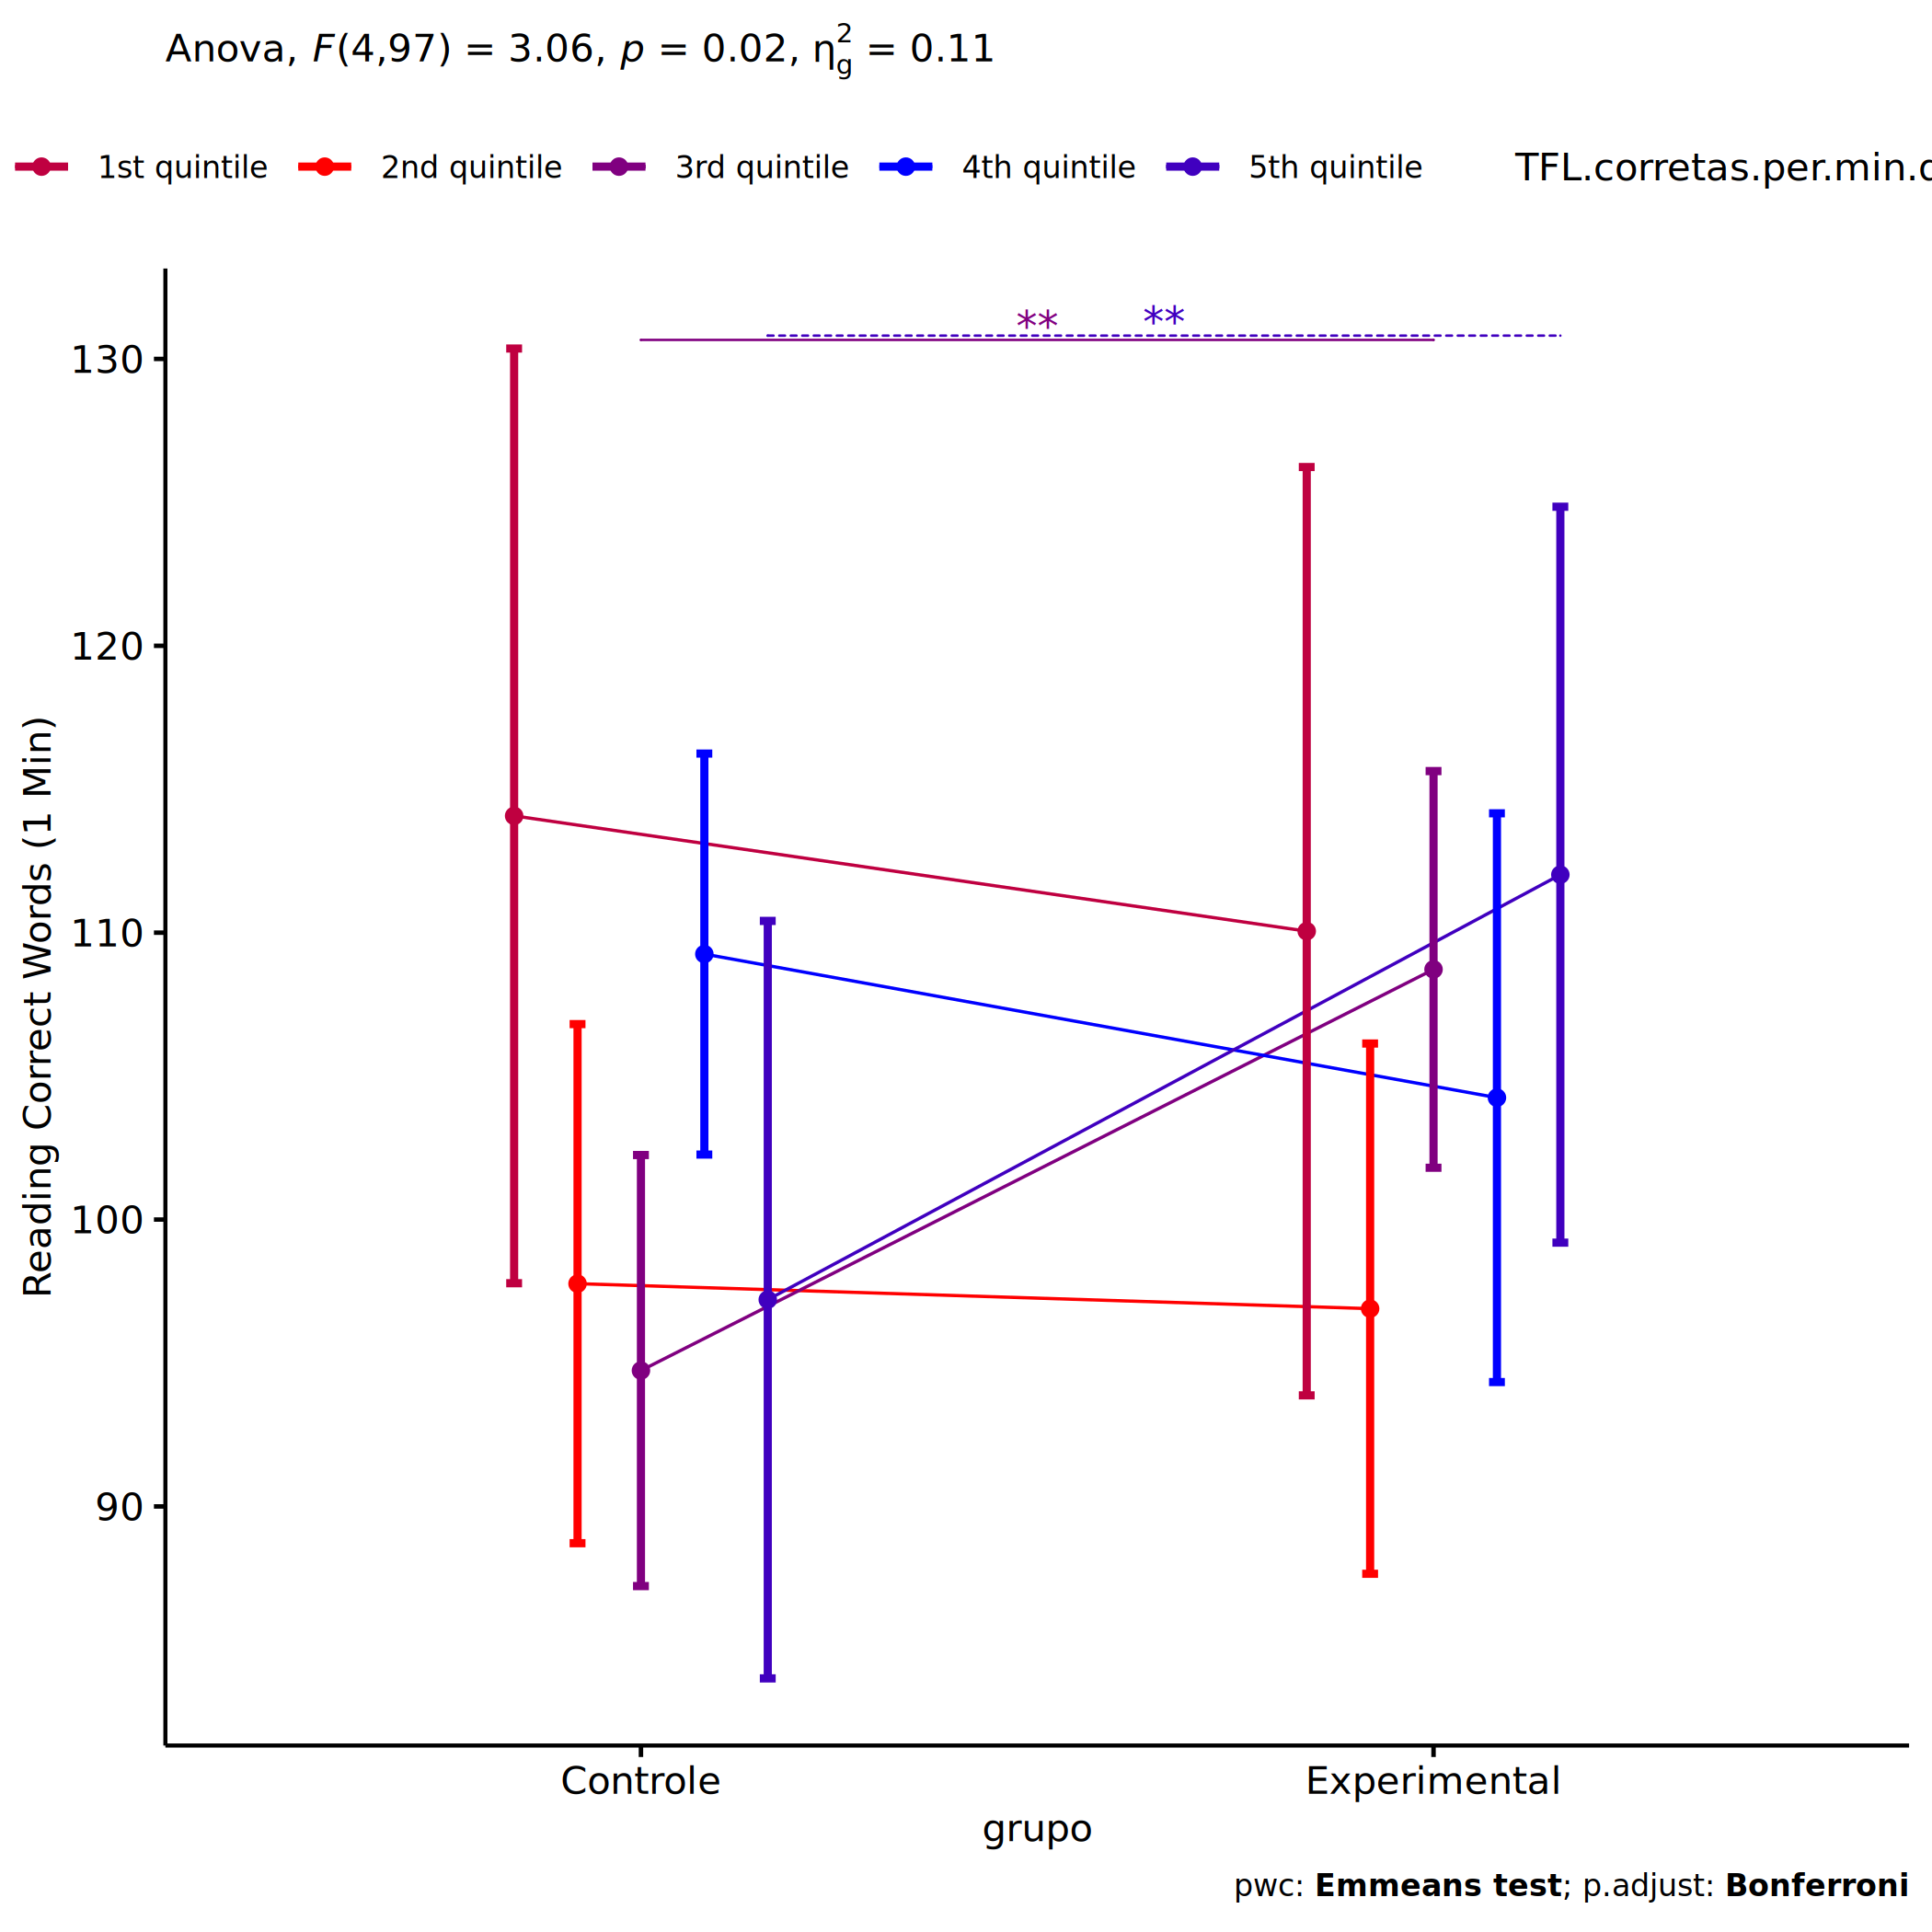 Anova, F(4,97) = 3.06, p = 0.02, η²g = 0.11
1st quintile 2nd quintile 3rd quintile 4th quintile 5th quintile TFL.corretas.per.min.
** **
130
120
110
100
90
Reading Correct Words (1 Min)
Controle Experimental
grupo
pwc: Emmeans test; p.adjust: Bonferroni